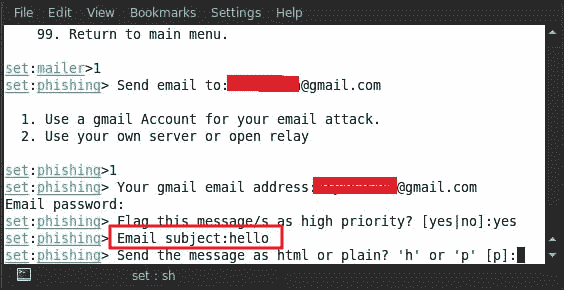 File Edit View Bookmarks Settings Help
99. Return to main menu.
set:mailer>1
set:phishing> Send email to: @gmail.com
1. Use a gmail Account for your email attack.
2. Use your own server or open relay
set:phishing>1
set:phishing> Your gmail email address: @gmail.com
Email password:
set:phishing> Flag this message/s as high priority? [yes|no]:yes
set:phishing> Email subject:hello
set:phishing> Send the message as html or plain? 'h' or 'p' [p]:
set : sh